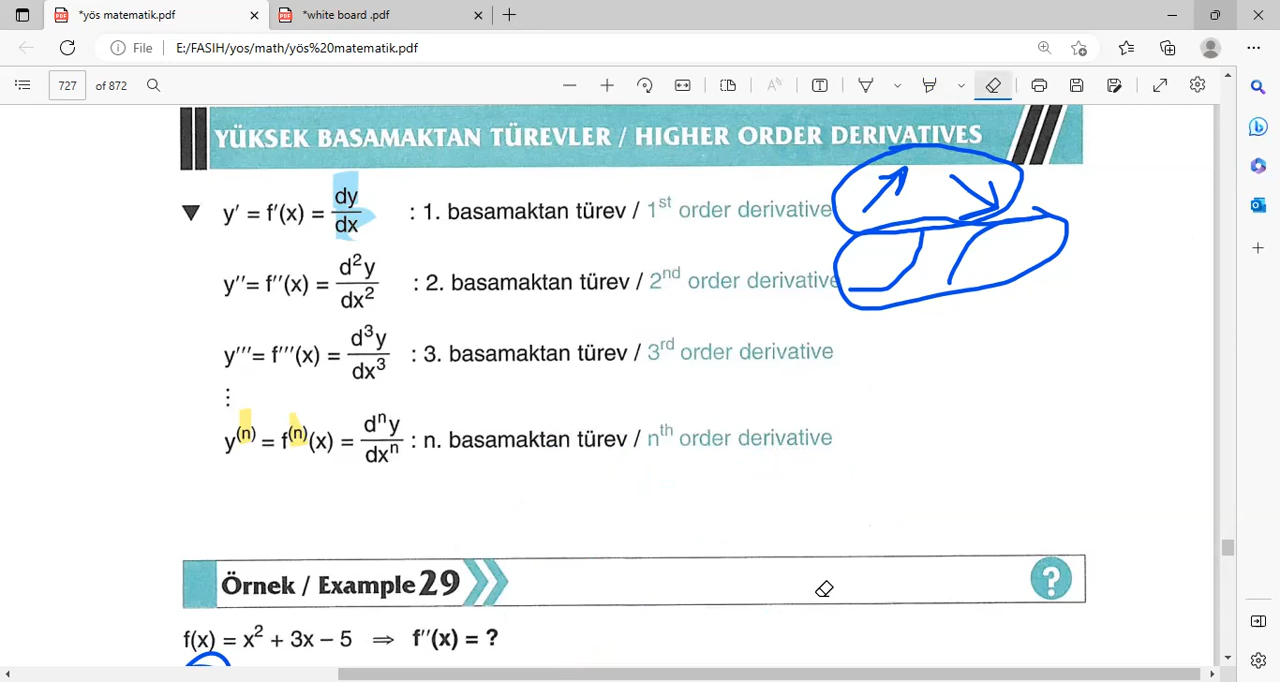 *yös matematik.pdf
*white board .pdf
File
E:/FASIH/yos/math/yös%20matematik.pdf
727 of 872
YÜKSEK BASAMAKTAN TÜREVLER / HIGHER ORDER DERIVATIVES
▼ y′ = f′(x) = dy/dx : 1. basamaktan türev / 1st order derivative
y′′= f′′(x) = d²y/dx² : 2. basamaktan türev / 2nd order derivative
y′′′= f′′′(x) = d³y/dx³ : 3. basamaktan türev / 3rd order derivative
⋮
y⁽ⁿ⁾ = f⁽ⁿ⁾(x) = dⁿy/dxⁿ : n. basamaktan türev / nth order derivative
Örnek / Example 29
?
f(x) = x² + 3x – 5 ⇒ f′′(x) = ?